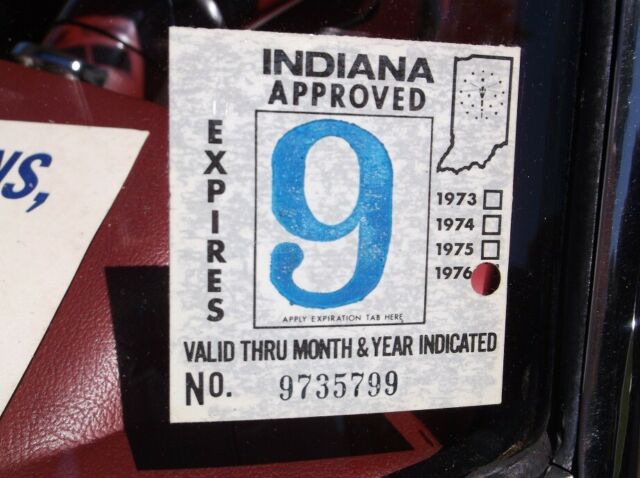 NS,
INDIANA
APPROVED
EXPIRES
9
1973
1974
1975
1976
APPLY EXPIRATION TAB HERE
VALID THRU MONTH & YEAR INDICATED
No. 9735799